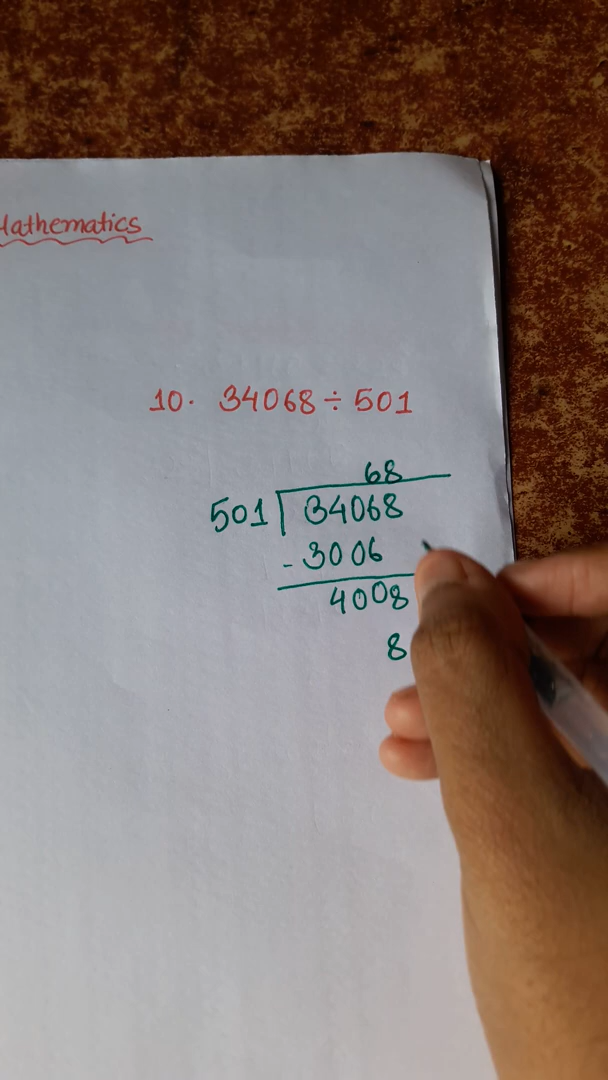 Mathematics
10. 34068 ÷ 501
68
501 34068
- 3006
4008
8